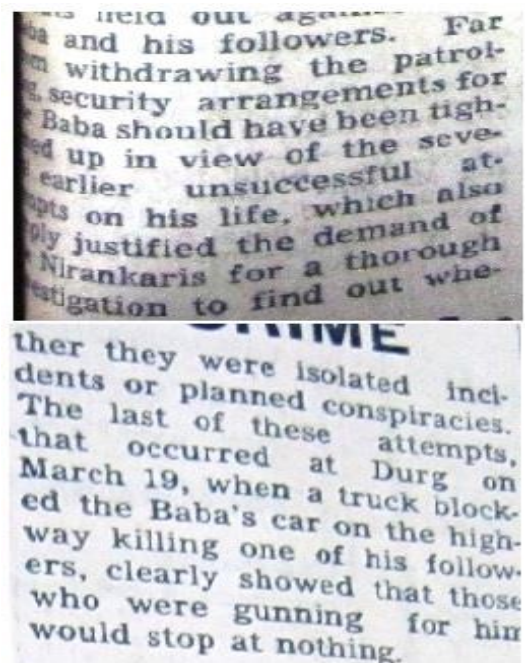 held out
and his followers. Far
withdrawing the patrol-
security arrangements for
Baba should have been tigh-
up in view of the seve-
earlier unsuccessful at-
on his life, which also
justified the demand of
Nirankaris for a thorough
to find out whe-
CRIME
ther they were isolated inci-
dents or planned conspiracies.
The last of these attempts,
that occurred at Durg on
March 19, when a truck block-
ed the Baba's car on the high-
way killing one of his follow-
ers, clearly showed that those
who were gunning for him
would stop at nothing.